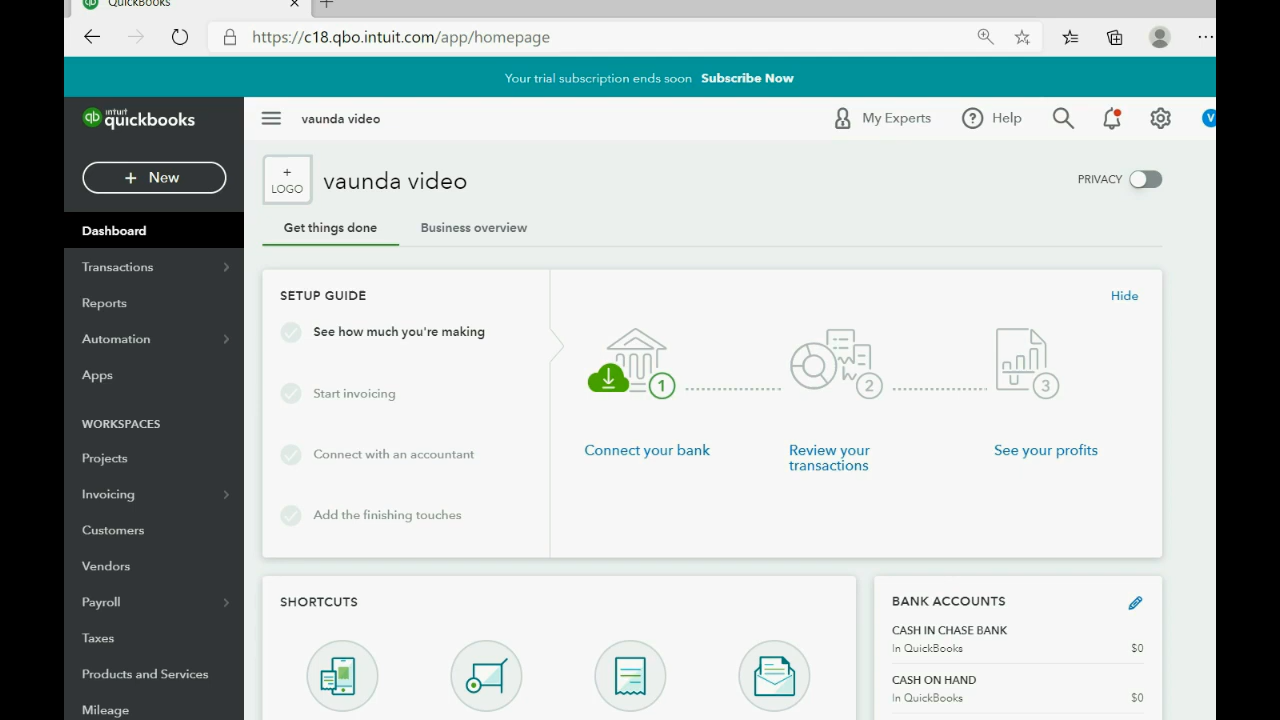 QuickBooks
https://c18.qbo.intuit.com/app/homepage
Your trial subscription ends soon Subscribe Now
intuit
quickbooks
vaunda video
My Experts
Help
V
+ New
+
LOGO
vaunda video
PRIVACY
Get things done
Business overview
Dashboard
Transactions
Reports
Automation
Apps
WORKSPACES
Projects
Invoicing
Customers
Vendors
Payroll
Taxes
Products and Services
Mileage
SETUP GUIDE
Hide
See how much you're making
Start invoicing
Connect with an accountant
Add the finishing touches
1
2
3
Connect your bank
Review your
transactions
See your profits
SHORTCUTS
BANK ACCOUNTS
CASH IN CHASE BANK
In QuickBooks $0
CASH ON HAND
In QuickBooks $0